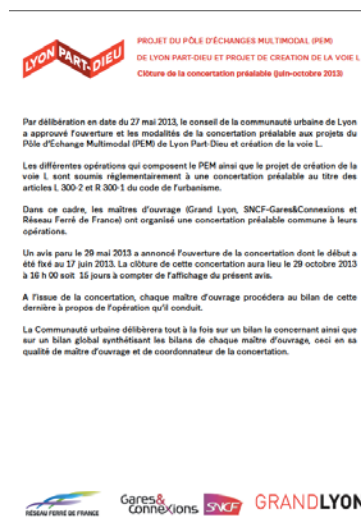 LYON PART-DIEU
PROJET DU PÔLE D'ÉCHANGES MULTIMODAL (PEM)
DE LYON PART-DIEU ET PROJET DE CREATION DE LA VOIE L
Clôture de la concertation préalable (juin-octobre 2013)
Par délibération en date du 27 mai 2013, le conseil de la communauté urbaine de Lyon
a approuvé l'ouverture et les modalités de la concertation préalable aux projets du
Pôle d'Échange Multimodal (PEM) de Lyon Part-Dieu et création de la voie L.
Les différentes opérations qui composent le PEM ainsi que le projet de création de la
voie L sont soumis réglementairement à une concertation préalable au titre des
articles L 300-2 et R 300-1 du code de l'urbanisme.
Dans ce cadre, les maîtres d'ouvrage (Grand Lyon, SNCF-Gares&Connexions et
Réseau Ferré de France) ont organisé une concertation préalable commune à leurs
opérations.
Un avis paru le 29 mai 2013 a annoncé l'ouverture de la concertation dont le début a
été fixé au 17 juin 2013. La clôture de cette concertation aura lieu le 29 octobre 2013
à 16 h 00 soit 15 jours à compter de l'affichage du présent avis.
A l'issue de la concertation, chaque maître d'ouvrage procédera au bilan de cette
dernière à propos de l'opération qu'il conduit.
La Communauté urbaine délibèrera tout à la fois sur un bilan la concernant ainsi que
sur un bilan global synthétisant les bilans de chaque maître d'ouvrage, ceci en sa
qualité de maître d'ouvrage et de coordonnateur de la concertation.
RÉSEAU FERRÉ DE FRANCE
Gares & Connexions SNCF GRANDLYON